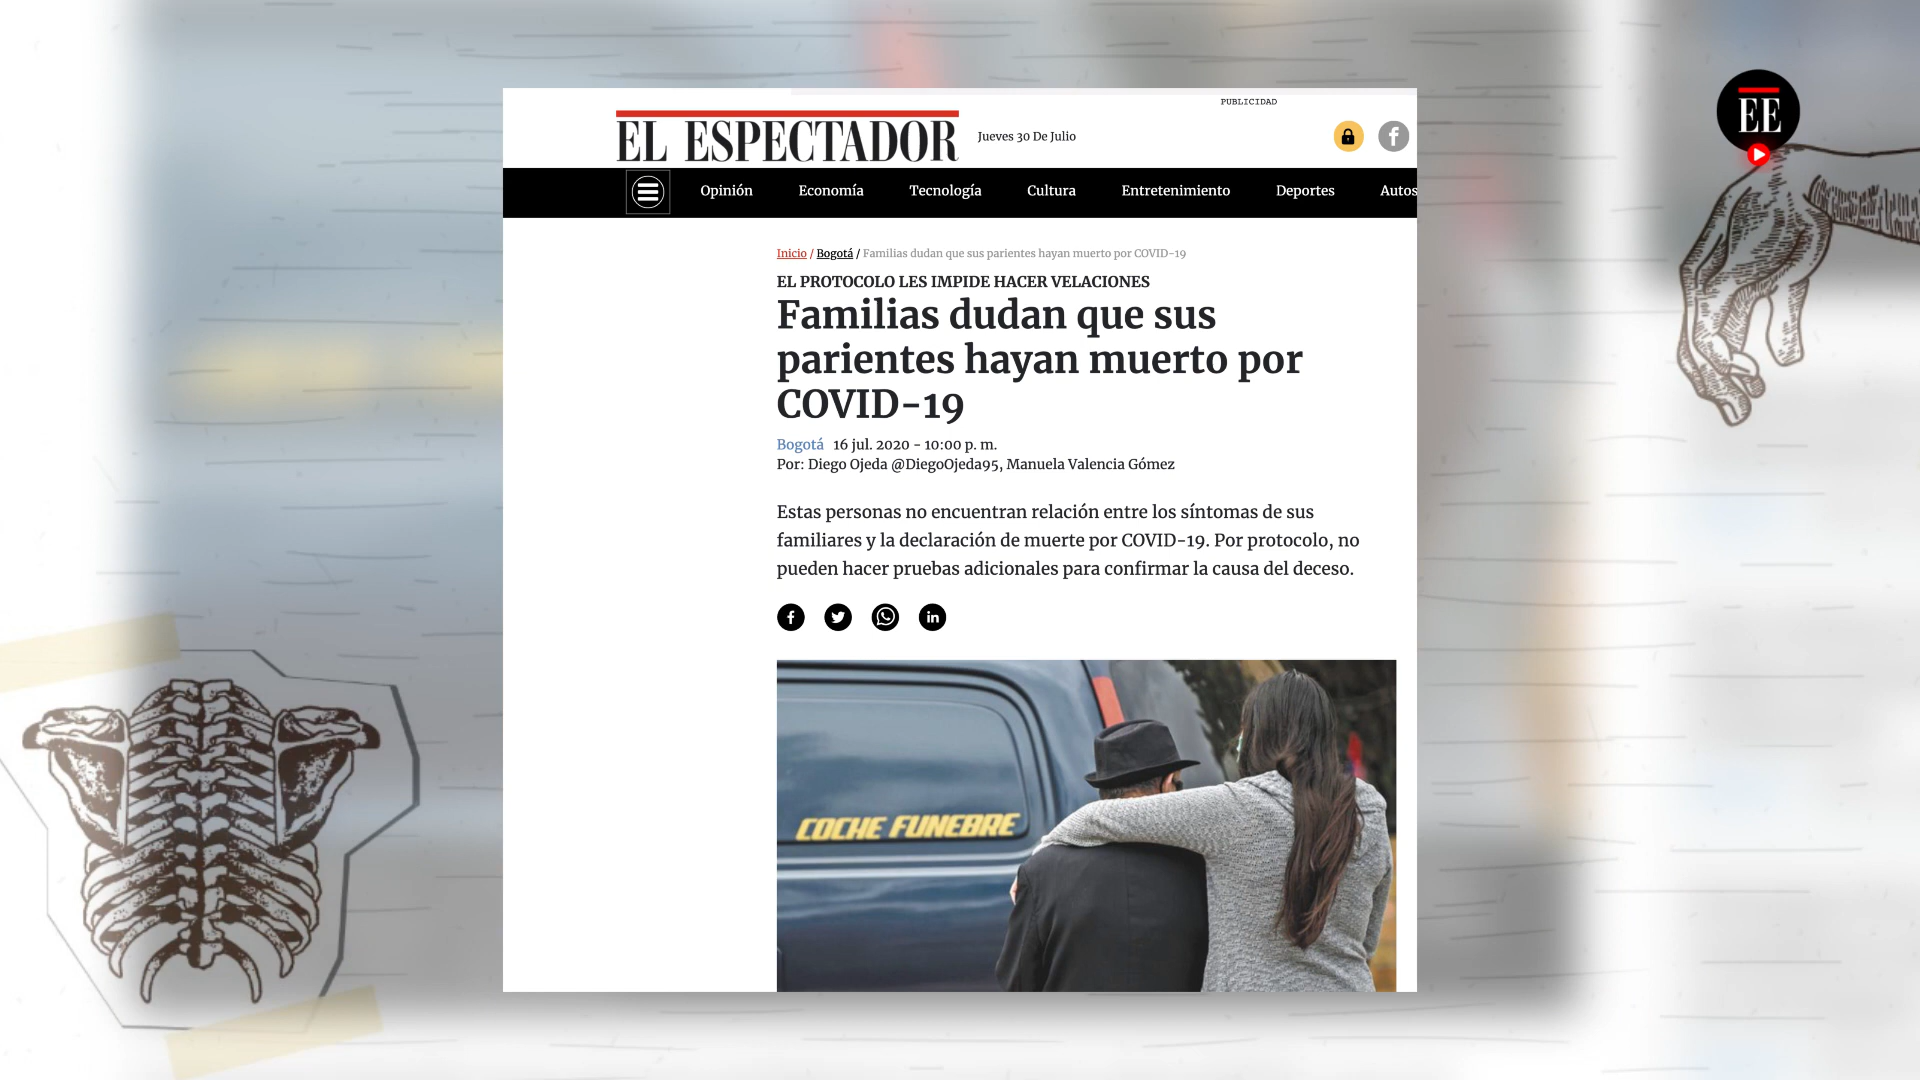 PUBLICIDAD
EL ESPECTADOR
Jueves 30 De Julio
EE
Opinión Economía Tecnología Cultura Entretenimiento Deportes Autos
Inicio / Bogotá / Familias dudan que sus parientes hayan muerto por COVID-19
EL PROTOCOLO LES IMPIDE HACER VELACIONES
Familias dudan que sus
parientes hayan muerto por
COVID-19
Bogotá 16 jul. 2020 - 10:00 p. m.
Por: Diego Ojeda @DiegoOjeda95, Manuela Valencia Gómez
Estas personas no encuentran relación entre los síntomas de sus
familiares y la declaración de muerte por COVID-19. Por protocolo, no
pueden hacer pruebas adicionales para confirmar la causa del deceso.
COCHE FUNEBRE